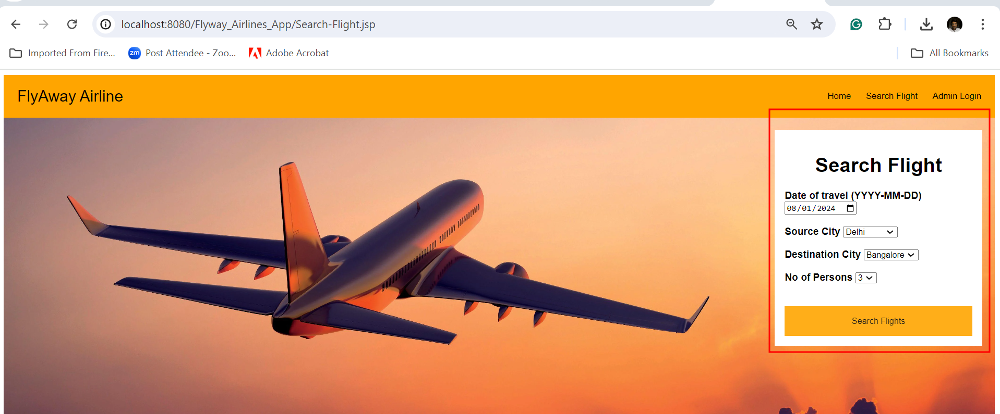 localhost:8080/Flyway_Airlines_App/Search-Flight.jsp
Imported From Fire... zm Post Attendee - Zoo... Adobe Acrobat All Bookmarks
FlyAway Airline Home Search Flight Admin Login
Search Flight
Date of travel (YYYY-MM-DD)
08/01/2024
Source City Delhi
Destination City Bangalore
No of Persons 3
Search Flights